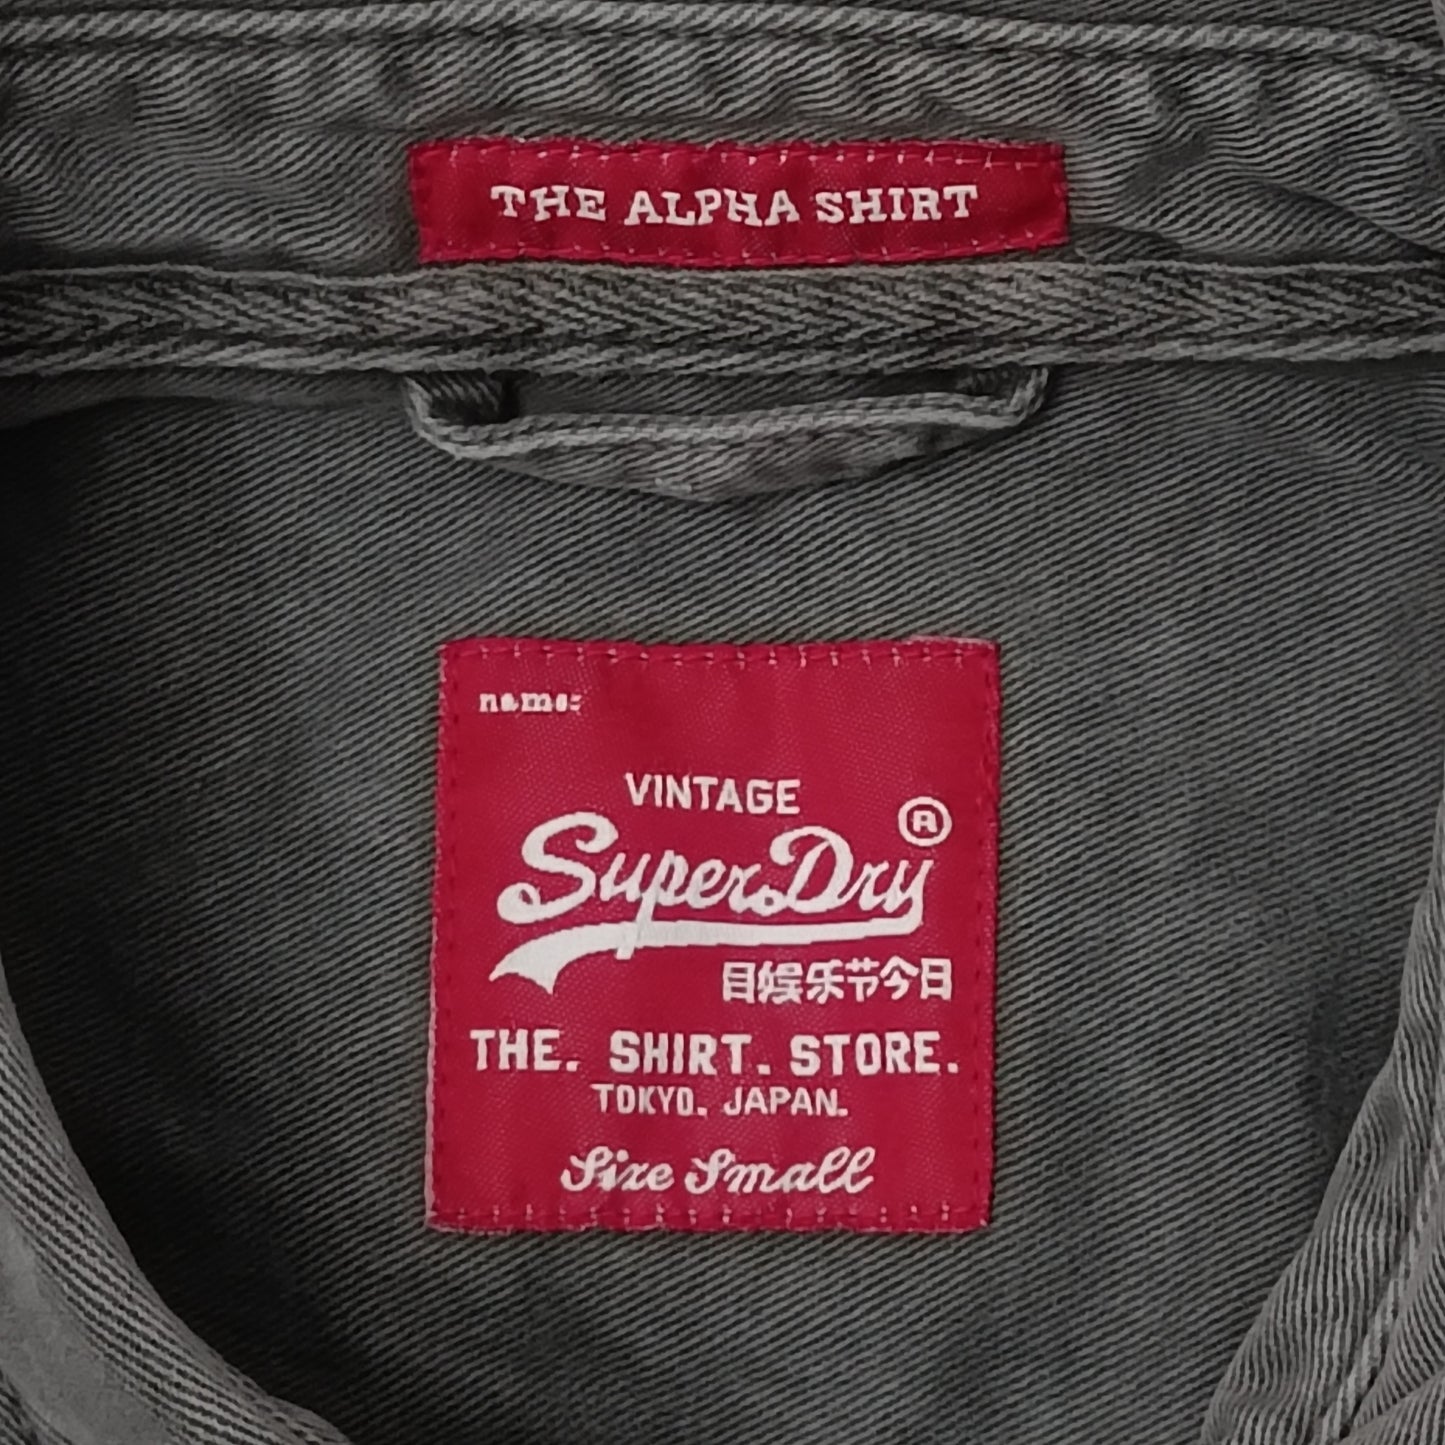 THE ALPHA SHIRT
name:
VINTAGE
SuperDry®
目娱乐节今日
THE. SHIRT. STORE.
TOKYO. JAPAN.
Size Small